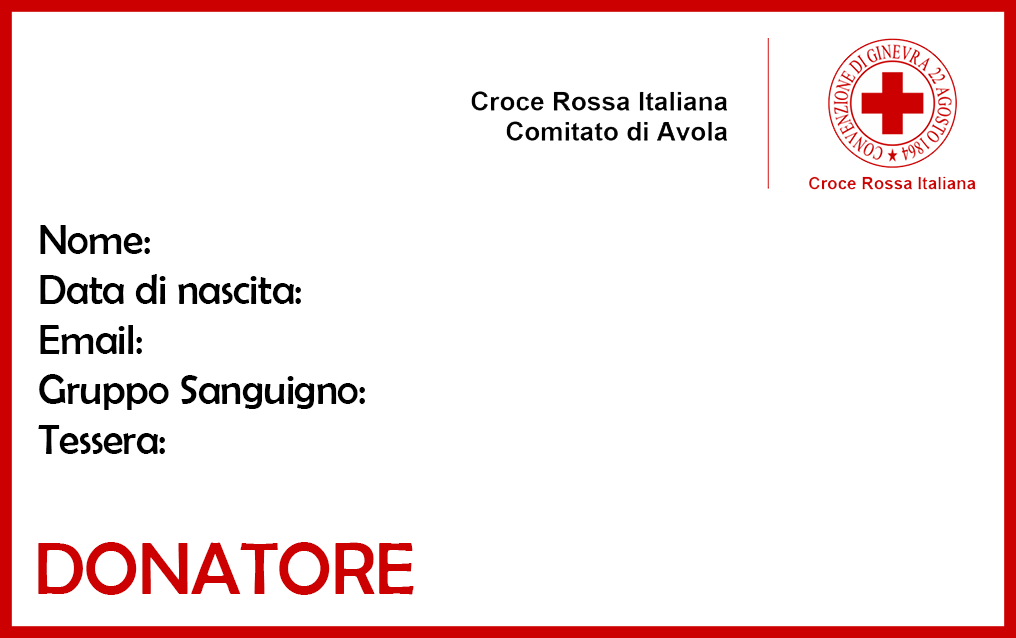 Croce Rossa Italiana
Comitato di Avola
CONVENZIONE DI GINEVRA 22 AGOSTO 1864 ★
Croce Rossa Italiana
Nome:
Data di nascita:
Email:
Gruppo Sanguigno:
Tessera:
DONATORE